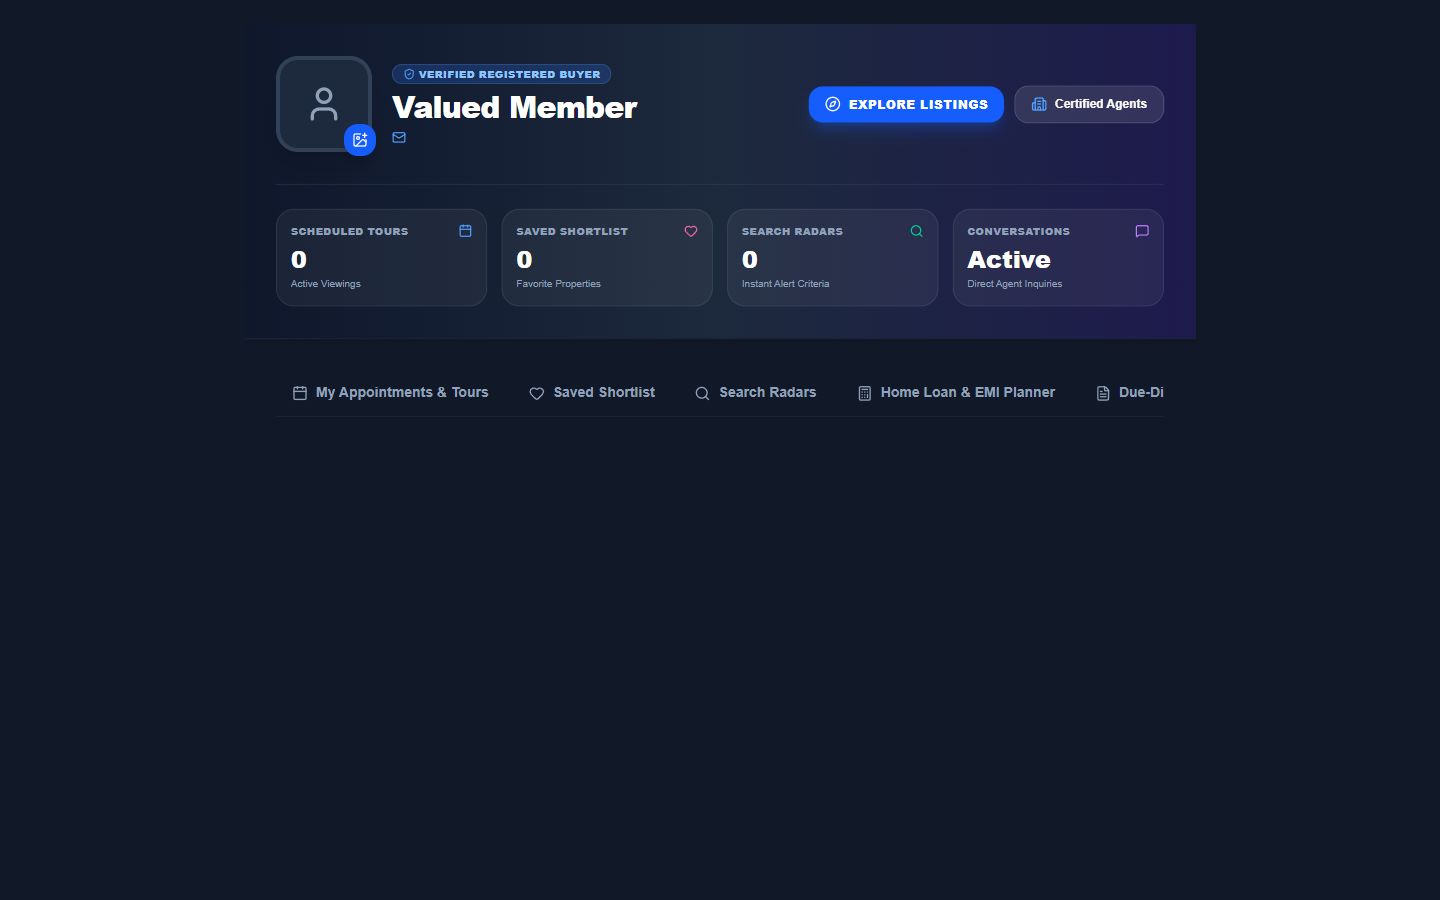 VERIFIED REGISTERED BUYER
Valued Member
EXPLORE LISTINGS
Certified Agents
SCHEDULED TOURS
0
Active Viewings
SAVED SHORTLIST
0
Favorite Properties
SEARCH RADARS
0
Instant Alert Criteria
CONVERSATIONS
Active
Direct Agent Inquiries
My Appointments & Tours
Saved Shortlist
Search Radars
Home Loan & EMI Planner
Due-Di